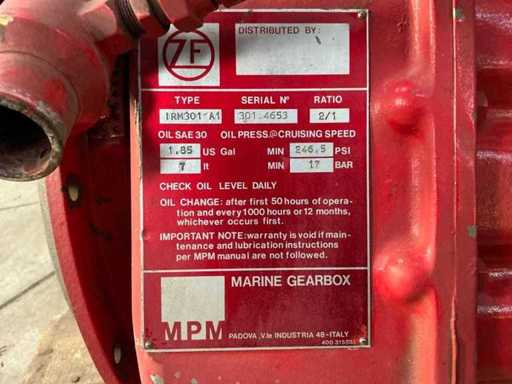 ZF
DISTRIBUTED BY:
TYPE SERIAL Nº RATIO
IRM301 A1 301.4653 2/1
OIL SAE 30 OIL PRESS@CRUISING SPEED
1.85 US Gal MIN 246.5 PSI
7 lt MIN 17 BAR
CHECK OIL LEVEL DAILY
OIL CHANGE: after first 50 hours of opera-
tion and every 1000 hours or 12 months,
whichever occurs first.
IMPORTANT NOTE: warranty is void if main-
tenance and lubrication instructions
per MPM manual are not followed.
MARINE GEARBOX
MPM PADOVA, V.le INDUSTRIA 48-ITALY